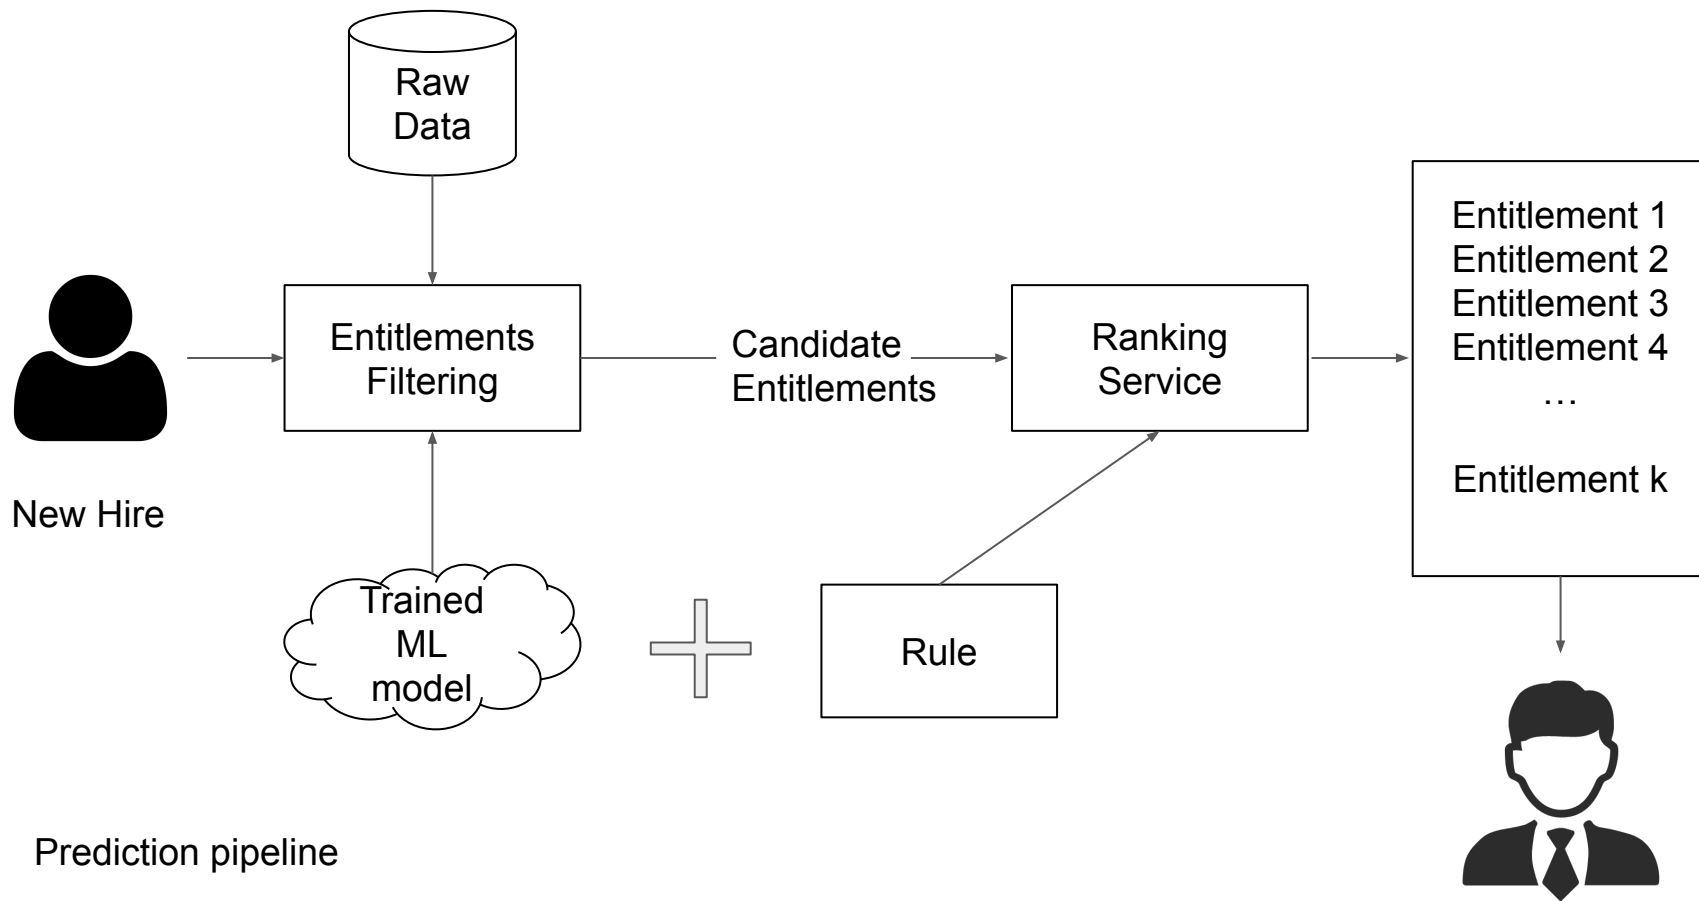 Raw
Data
Entitlements
Filtering
Candidate
Entitlements
Ranking
Service
Entitlement 1
Entitlement 2
Entitlement 3
Entitlement 4
...
Entitlement k
New Hire
Trained
ML
model
Rule
Prediction pipeline